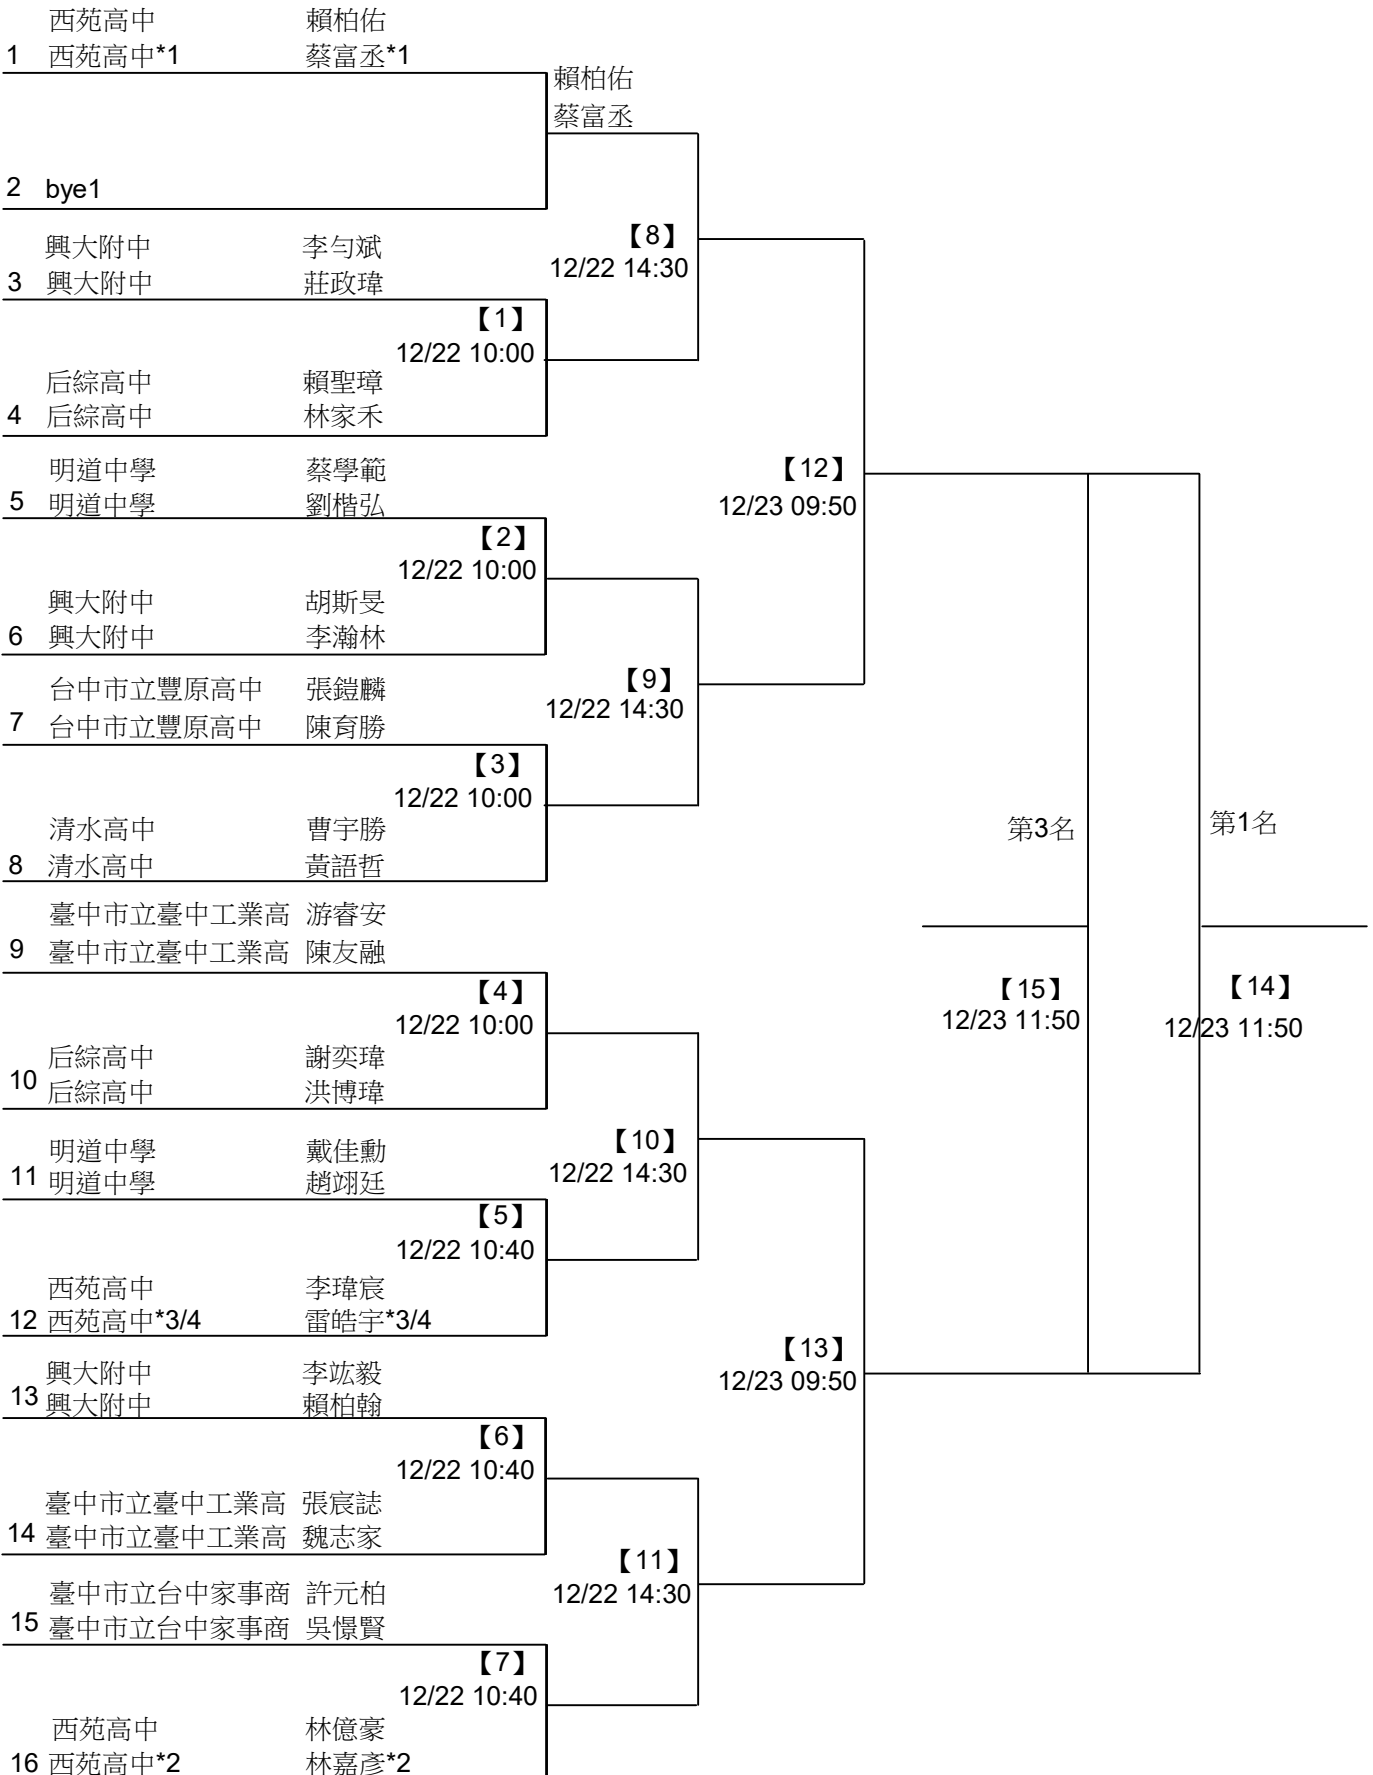 西苑高中 賴柏佑
1 西苑高中*1 蔡富丞*1
賴柏佑
蔡富丞
2 bye1
興大附中 李勻斌
3 興大附中 莊政瑋
【8】
12/22 14:30
【1】
12/22 10:00
后綜高中 賴聖璋
4 后綜高中 林家禾
明道中學 蔡學範
5 明道中學 劉楷弘
【12】
12/23 09:50
【2】
12/22 10:00
興大附中 胡斯旻
6 興大附中 李瀚林
台中市立豐原高中 張鎧麟
7 台中市立豐原高中 陳育勝
【9】
12/22 14:30
【3】
12/22 10:00
清水高中 曹宇勝
8 清水高中 黃語哲
第3名 第1名
臺中市立臺中工業高 游睿安
9 臺中市立臺中工業高 陳友融
【4】
12/22 10:00
【15】
12/23 11:50
【14】
12/23 11:50
后綜高中 謝奕瑋
10 后綜高中 洪博瑋
明道中學 戴佳勳
11 明道中學 趙翊廷
【10】
12/22 14:30
【5】
12/22 10:40
西苑高中 李瑋宸
12 西苑高中*3/4 雷皓宇*3/4
【13】
12/23 09:50
興大附中 李竑毅
13 興大附中 賴柏翰
【6】
12/22 10:40
臺中市立臺中工業高 張宸誌
14 臺中市立臺中工業高 魏志家
【11】
12/22 14:30
臺中市立台中家事商 許元柏
15 臺中市立台中家事商 吳憬賢
【7】
12/22 10:40
西苑高中 林億豪
16 西苑高中*2 林嘉彥*2